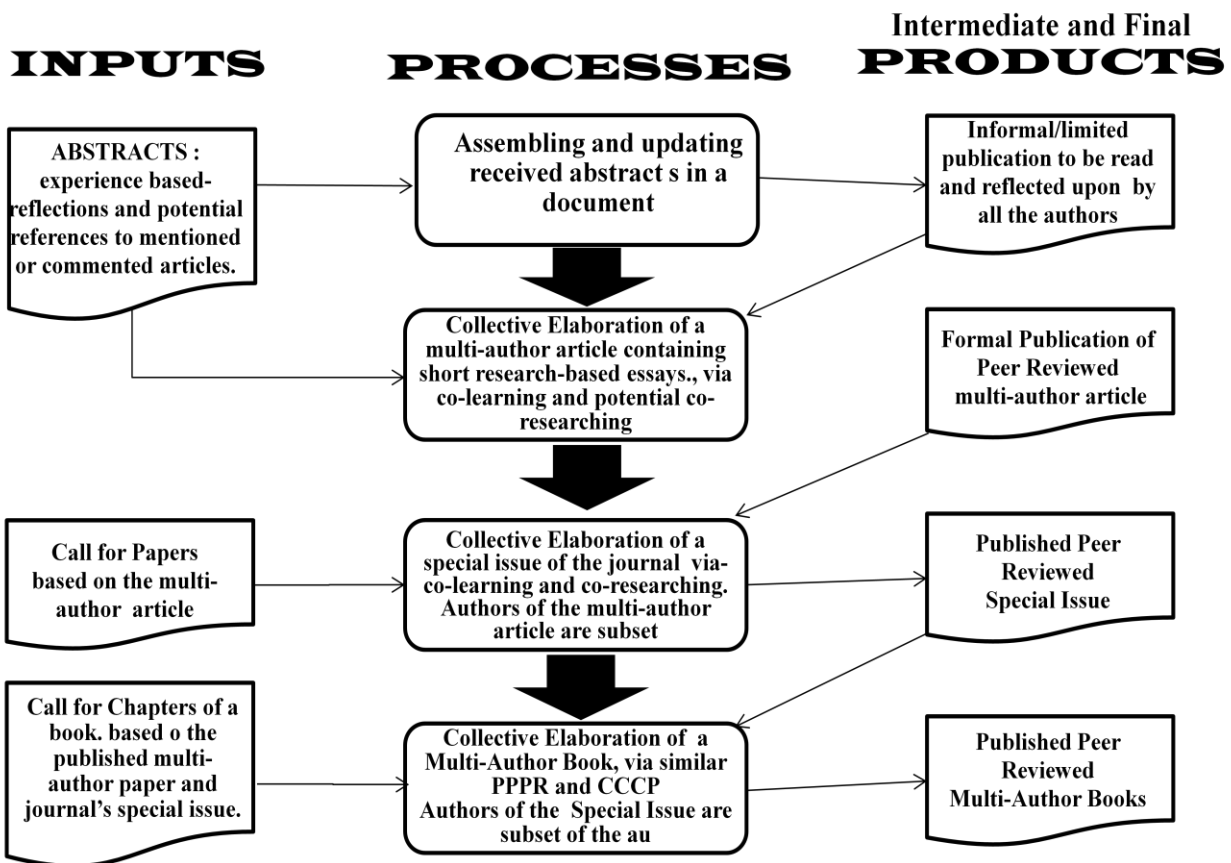 INPUTS
PROCESSES
Intermediate and Final
PRODUCTS
ABSTRACTS :
experience based-
reflections and potential
references to mentioned
or commented articles.
Assembling and updating
received abstract s in a
document
Informal/limited
publication to be read
and reflected upon by
all the authors
Collective Elaboration of a
multi-author article containing
short research-based essays., via
co-learning and potential co-
researching
Formal Publication of
Peer Reviewed
multi-author article
Call for Papers
based on the multi-
author article
Collective Elaboration of a
special issue of the journal via-
co-learning and co-researching.
Authors of the multi-author
article are subset
Published Peer
Reviewed
Special Issue
Call for Chapters of a
book. based o the
published multi-
author paper and
journal's special issue.
Collective Elaboration of a
Multi-Author Book, via similar
PPPR and CCCP
Authors of the Special Issue are
subset of the au
Published Peer
Reviewed
Multi-Author Books